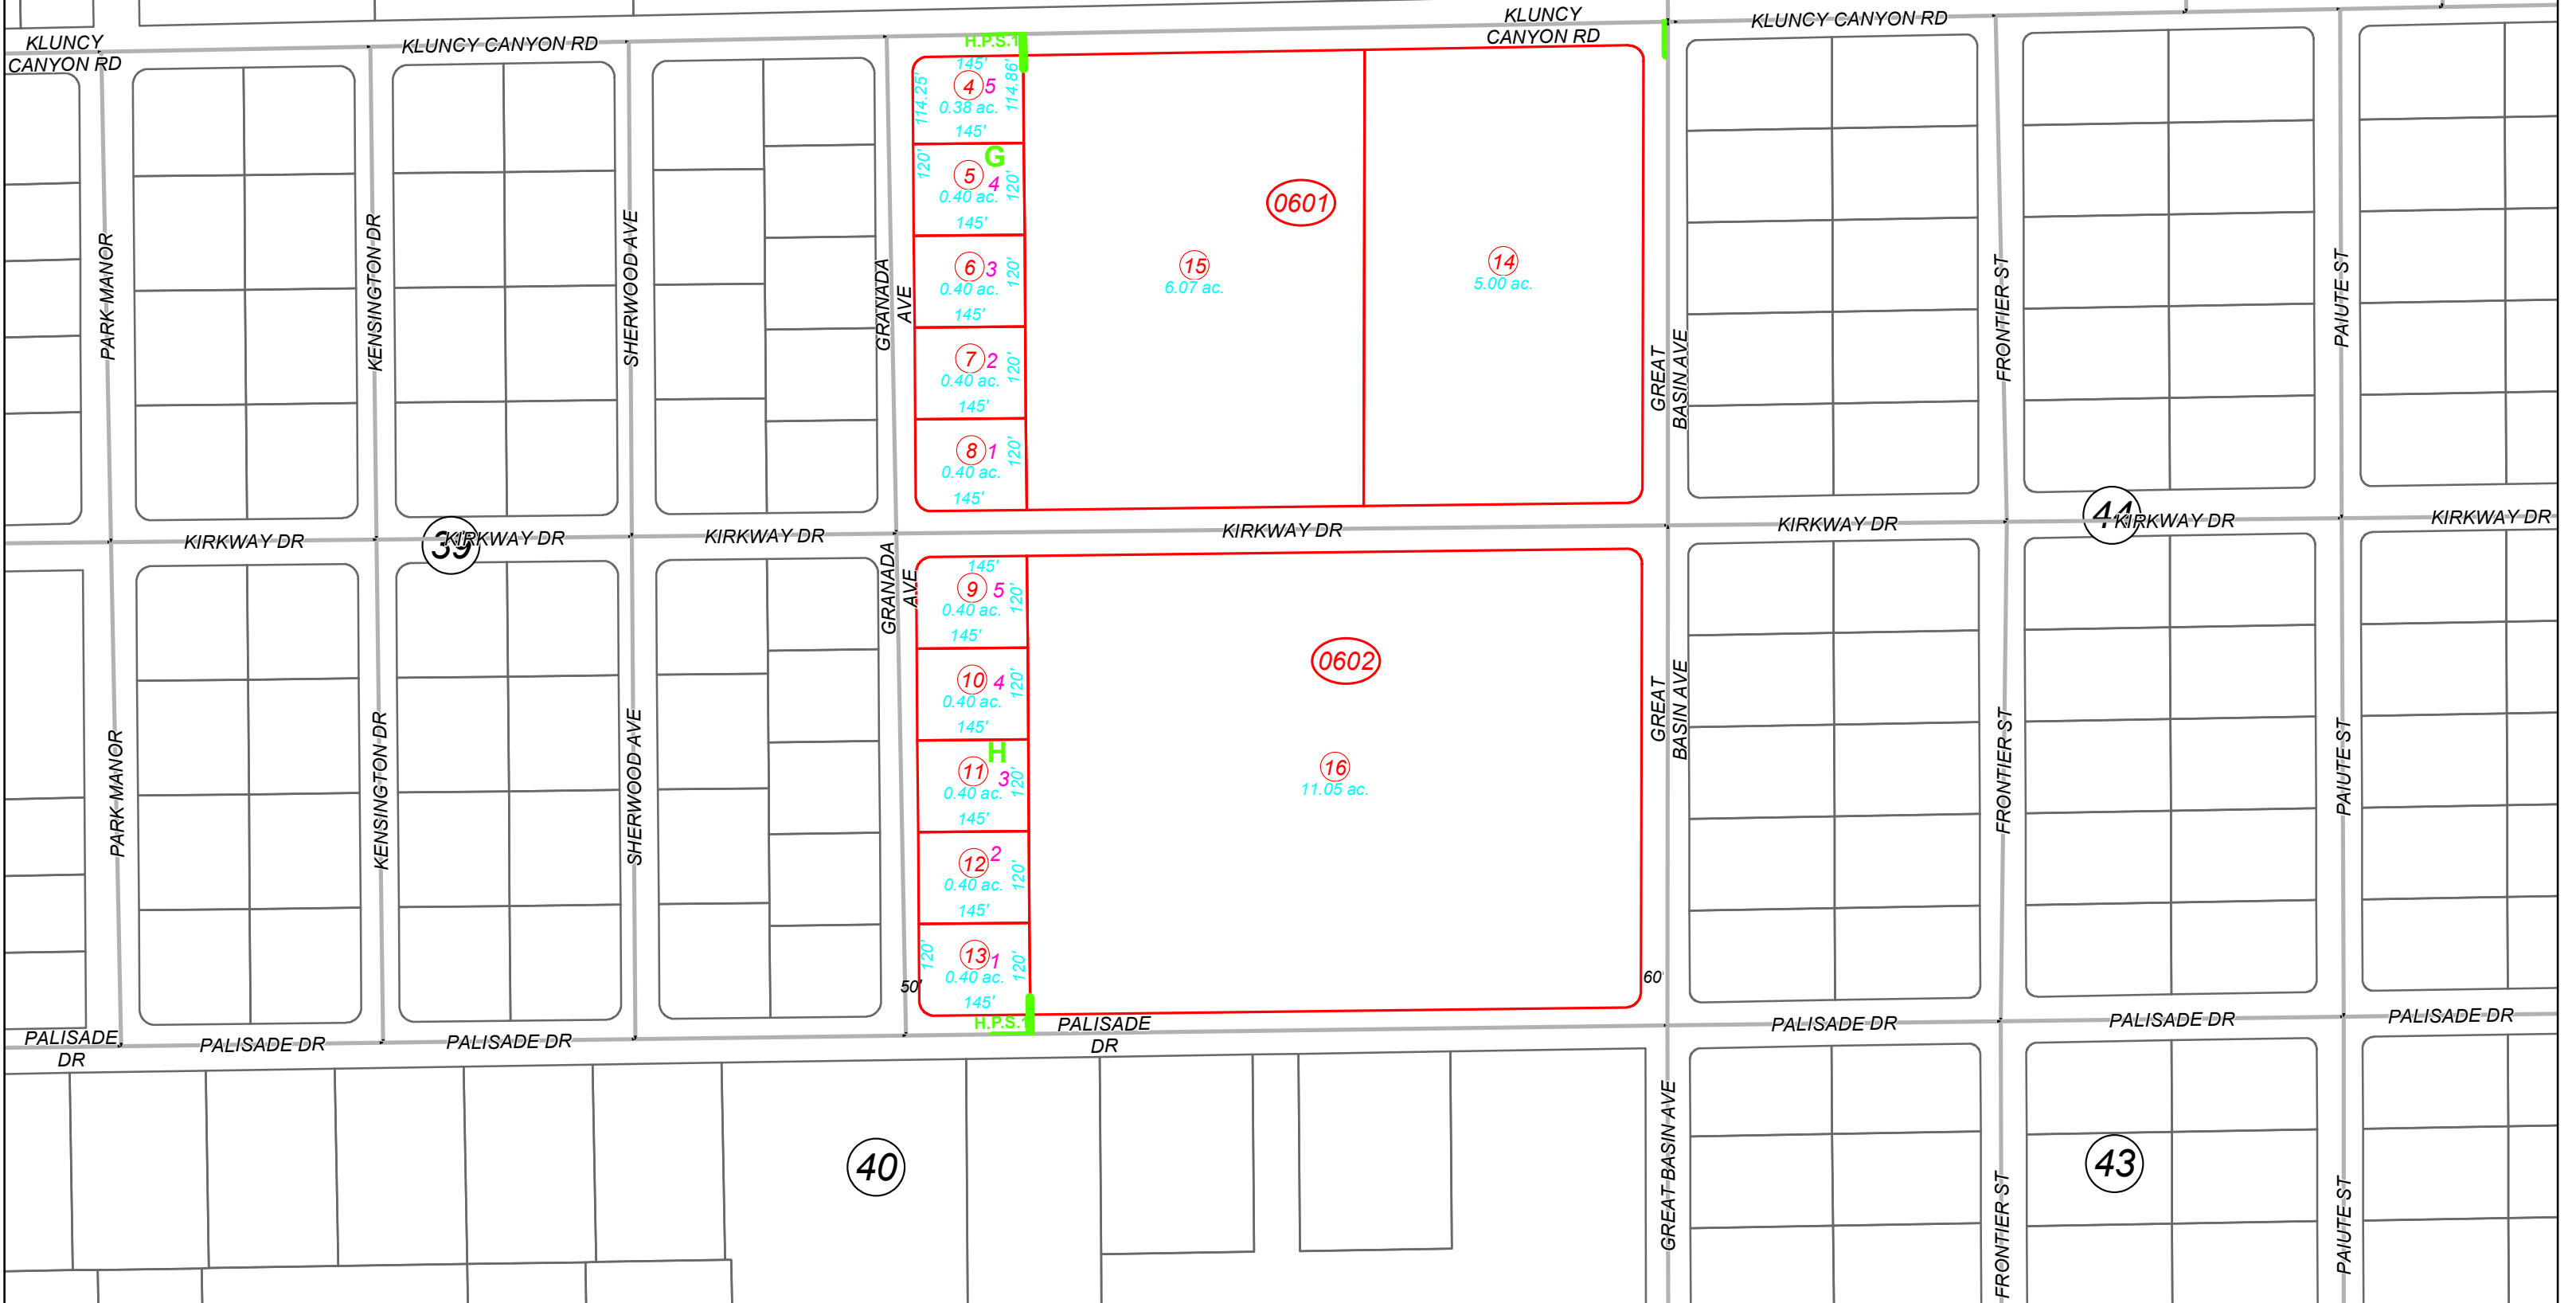 KLUNCY
CANYON RD
KLUNCY CANYON RD
H.P.S.1
KLUNCY
CANYON RD
KLUNCY CANYON RD
145'
114.25'
114.86'
4 5
0.38 ac.
145'
G
120'
5 4
120'
0.40 ac.
145'
6 3
120'
0.40 ac.
145'
7 2
120'
0.40 ac.
145'
8 1
120'
0.40 ac.
145'
0601
15
6.07 ac.
14
5.00 ac.
PARK MANOR
KENSINGTON DR
SHERWOOD AVE
GRANADA
AVE
GREAT
BASIN AVE
FRONTIER ST
PAIUTE ST
39
44
KIRKWAY DR
KIRKWAY DR
KIRKWAY DR
KIRKWAY DR
KIRKWAY DR
KIRKWAY DR
KIRKWAY DR
145'
9 5
120'
0.40 ac.
145'
10 4
120'
0.40 ac.
145'
H
11 3
120'
0.40 ac.
145'
12 2
120'
0.40 ac.
145'
120'
13 1
120'
0.40 ac.
145'
0602
16
11.05 ac.
PARK MANOR
KENSINGTON DR
SHERWOOD AVE
GRANADA
AVE
GREAT
BASIN AVE
FRONTIER ST
PAIUTE ST
50'
60'
H.P.S.1
PALISADE
DR
PALISADE DR
PALISADE DR
PALISADE
DR
PALISADE DR
PALISADE DR
PALISADE DR
40
43
GREAT BASIN AVE
FRONTIER ST
PAIUTE ST